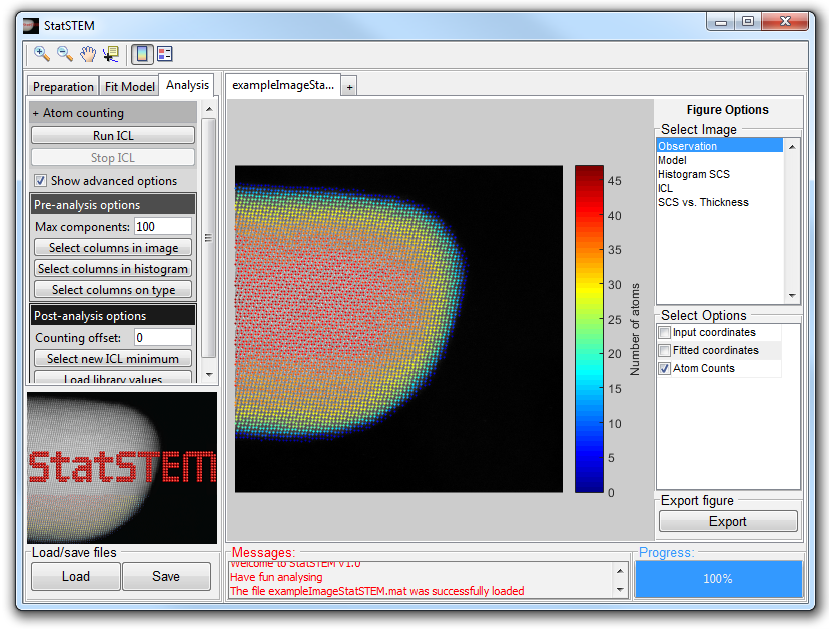 StatSTEM
Preparation
Fit Model
Analysis
+ Atom counting
Run ICL
Stop ICL
Show advanced options
Pre-analysis options
Max components: 100
Select columns in image
Select columns in histogram
Select columns on type
Post-analysis options
Counting offset: 0
Select new ICL minimum
Load library values
StatSTEM
Load/save files
Load
Save
exampleImageSta...
+
45
40
35
30
25
20
15
10
5
0
Number of atoms
Messages:
Welcome to StatSTEM v1.0
Have fun analysing
The file exampleImageStatSTEM.mat was successfully loaded
Figure Options
Select Image
Observation
Model
Histogram SCS
ICL
SCS vs. Thickness
Select Options
Input coordinates
Fitted coordinates
Atom Counts
Export figure
Export
Progress:
100%